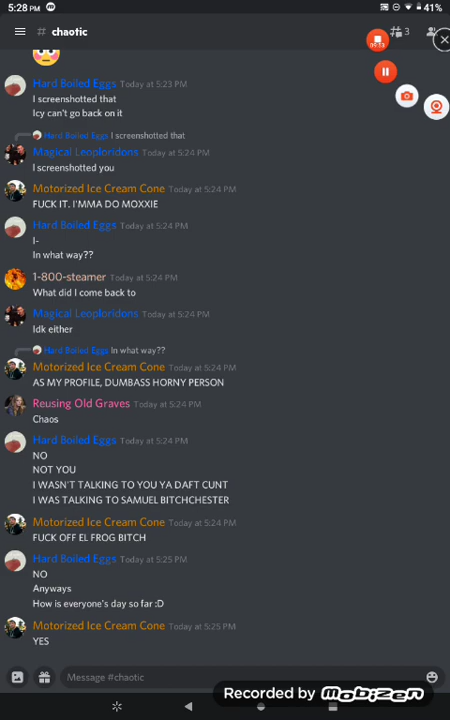 5:28 PM
41%
# chaotic
3
09:13
Hard Boiled Eggs Today at 5:23 PM
I screenshotted that
Icy can't go back on it
Hard Boiled Eggs I screenshotted that
Magical Leoploridons Today at 5:24 PM
I screenshotted you
Motorized Ice Cream Cone Today at 5:24 PM
FUCK IT. I'MMA DO MOXXIE
Hard Boiled Eggs Today at 5:24 PM
I-
In what way??
1-800-steamer Today at 5:24 PM
What did I come back to
Magical Leoploridons Today at 5:24 PM
Idk either
Hard Boiled Eggs In what way??
Motorized Ice Cream Cone Today at 5:24 PM
AS MY PROFILE, DUMBASS HORNY PERSON
Reusing Old Graves Today at 5:24 PM
Chaos
Hard Boiled Eggs Today at 5:24 PM
NO
NOT YOU
I WASN'T TALKING TO YOU YA DAFT CUNT
I WAS TALKING TO SAMUEL BITCHCHESTER
Motorized Ice Cream Cone Today at 5:24 PM
FUCK OFF EL FROG BITCH
Hard Boiled Eggs Today at 5:25 PM
NO
Anyways
How is everyone's day so far :D
Motorized Ice Cream Cone Today at 5:25 PM
YES
Message #chaotic
Recorded by Mobizen